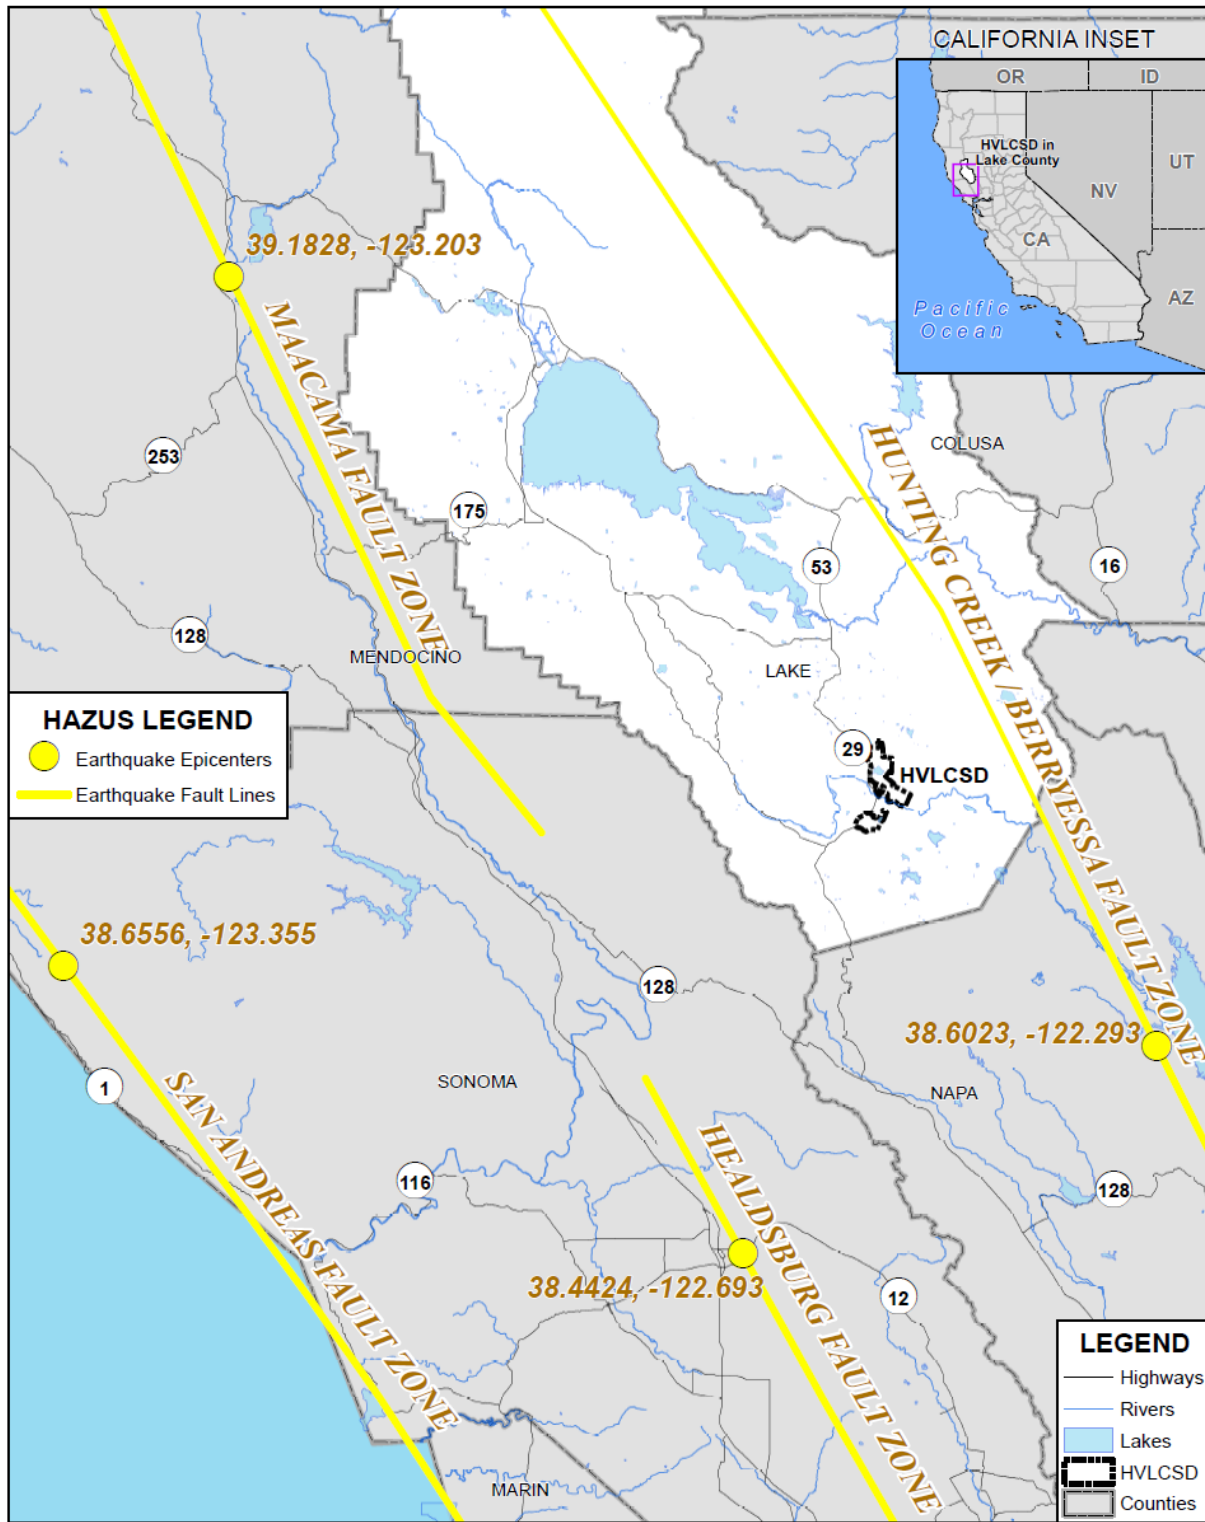 CALIFORNIA INSET
OR
ID
HVLCSD in
Lake County
UT
NV
CA
AZ
Pacific
Ocean
39.1828, -123.203
MAACAMA FAULT ZONE
HUNTING CREEK / BERRYESSA FAULT ZONE
COLUSA
253
175
53
16
128
MENDOCINO
LAKE
HAZUS LEGEND
Earthquake Epicenters
Earthquake Fault Lines
29
HVLCSD
38.6556, -123.355
128
38.6023, -122.293
1
SONOMA
NAPA
SAN ANDREAS FAULT ZONE
HEALDSBURG FAULT ZONE
116
128
38.4424, -122.693
12
LEGEND
Highways
Rivers
Lakes
HVLCSD
Counties
MARIN